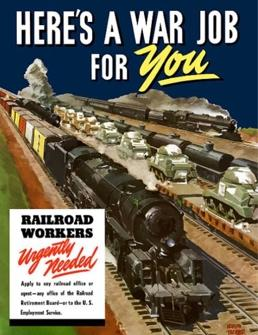 HERE'S A WAR JOB
FOR You
RAILROAD
WORKERS
Urgently
Needed
Apply to any railroad office or
agent—any office of the Railroad
Retirement Board—or to the U. S.
Employment Service.